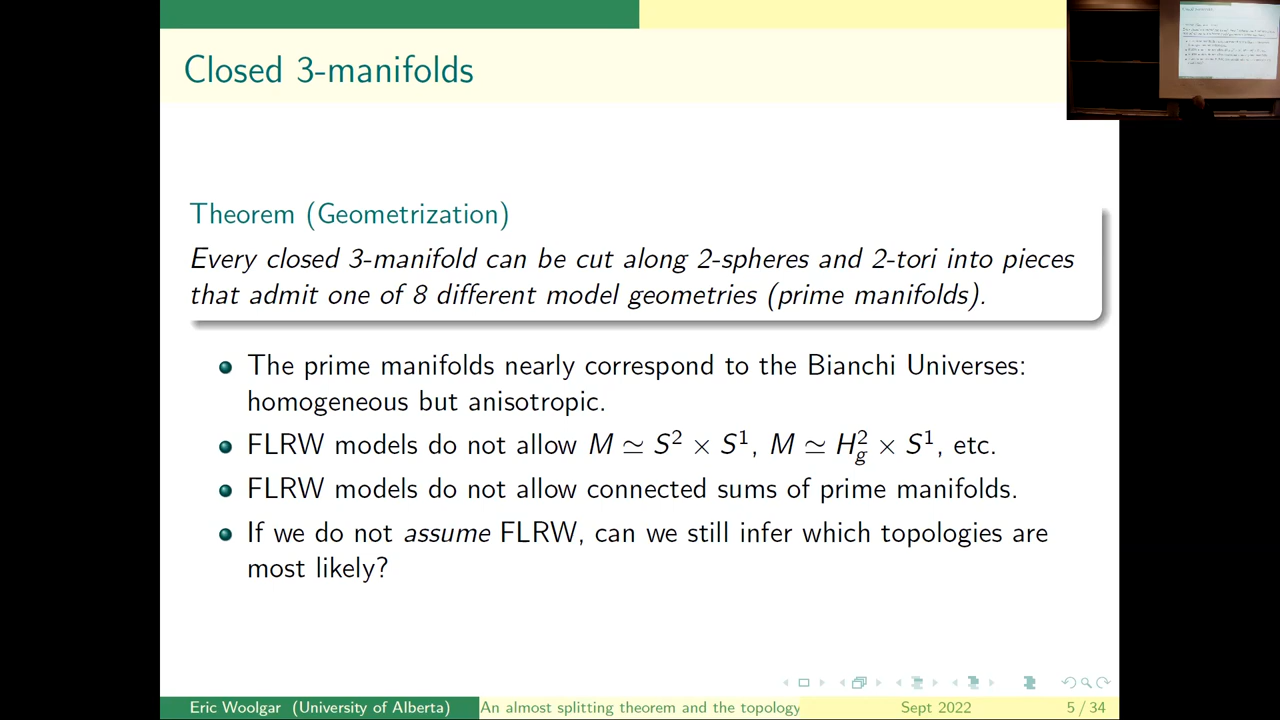 Closed 3-manifolds
Theorem (Geometrization)
Every closed 3-manifold can be cut along 2-spheres and 2-tori into pieces
that admit one of 8 different model geometries (prime manifolds).
The prime manifolds nearly correspond to the Bianchi Universes:
homogeneous but anisotropic.
FLRW models do not allow M ≃ S² × S¹, M ≃ H²_g × S¹, etc.
FLRW models do not allow connected sums of prime manifolds.
If we do not assume FLRW, can we still infer which topologies are
most likely?
Eric Woolgar (University of Alberta) An almost splitting theorem and the topology Sept 2022 5 / 34